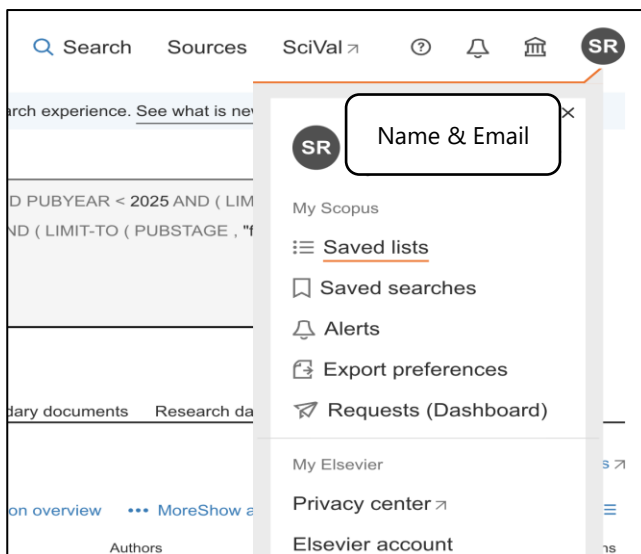 Search Sources SciVal SR
arch experience. See what is ne
SR Name & Email
D PUBYEAR < 2025 AND ( LIM
ND ( LIMIT-TO ( PUBSTAGE , "f
My Scopus
Saved lists
Saved searches
Alerts
Export preferences
dary documents Research da
Requests (Dashboard)
My Elsevier
s
on overview MoreShow a
Privacy center
Authors
Elsevier account
ns